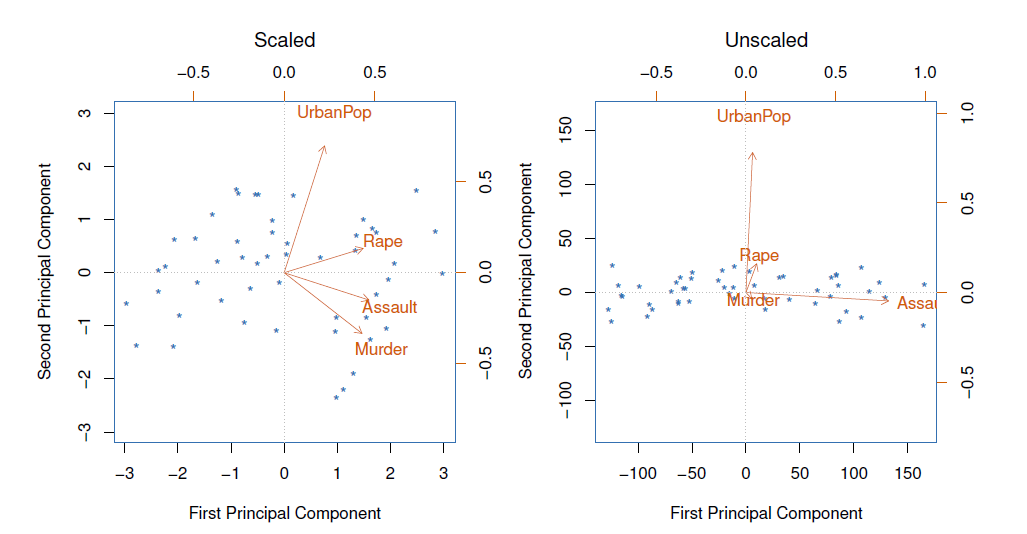 Scaled
−0.5 0.0 0.5
UrbanPop
Rape
Assault
Murder
3
2
1
0
−1
−2
−3
Second Principal Component
0.5
0.0
−0.5
−3 −2 −1 0 1 2 3
First Principal Component
Unscaled
−0.5 0.0 0.5 1.0
UrbanPop
Rape
Murder
Assau
150
100
50
0
−50
−100
Second Principal Component
1.0
0.5
0.0
−0.5
−100 −50 0 50 100 150
First Principal Component